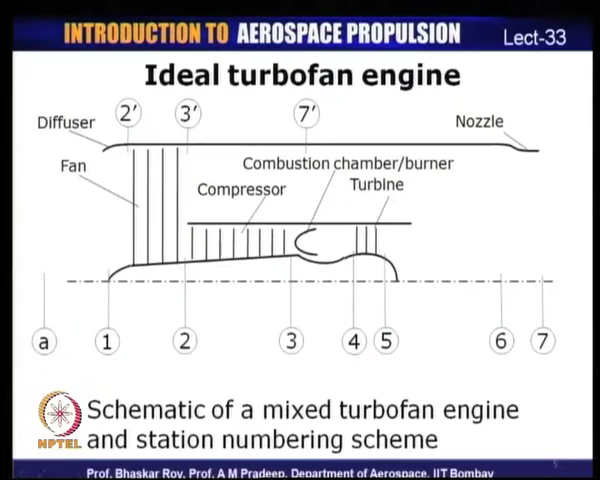 INTRODUCTION TO AEROSPACE PROPULSION Lect-33
Ideal turbofan engine
2′ 3′ 7′
Diffuser
Nozzle
Fan
Combustion chamber/burner
Compressor
Turbine
a 1 2 3 4 5 6 7
Schematic of a mixed turbofan engine
and station numbering scheme
NPTEL
Prof. Bhaskar Roy, Prof. A M Pradeep, Department of Aerospace, IIT Bombay
5